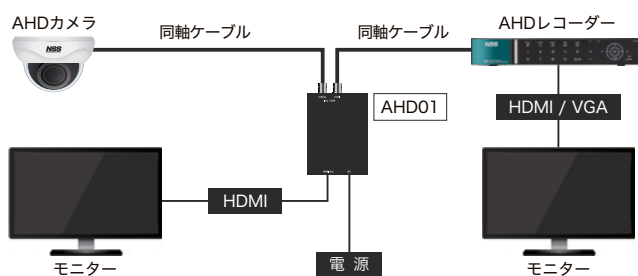 AHDカメラ
同軸ケーブル
同軸ケーブル
AHDレコーダー
NSS
NSS
AHD01
HDMI / VGA
HDMI
電 源
モニター
モニター